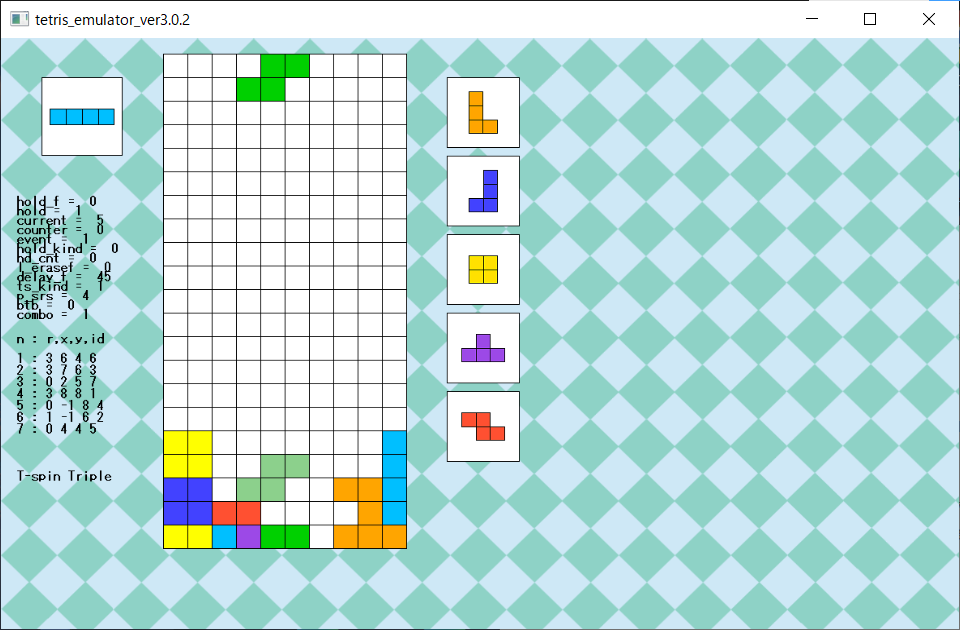 tetris_emulator_ver3.0.2
hold_f = 0
hold = 1
current = 5
counter = 0
event = 1
hold_kind = 0
hd_cnt = 0
l_erasef = 0
delay_f = 45
ts_kind = 1
p_srs = 4
btb = 0
combo = 1
n : r,x,y,id
1 : 3 6 4 6
2 : 3 7 6 3
3 : 0 2 5 7
4 : 3 8 8 1
5 : 0 -1 8 4
6 : 1 -1 6 2
7 : 0 4 4 5
T-spin Triple